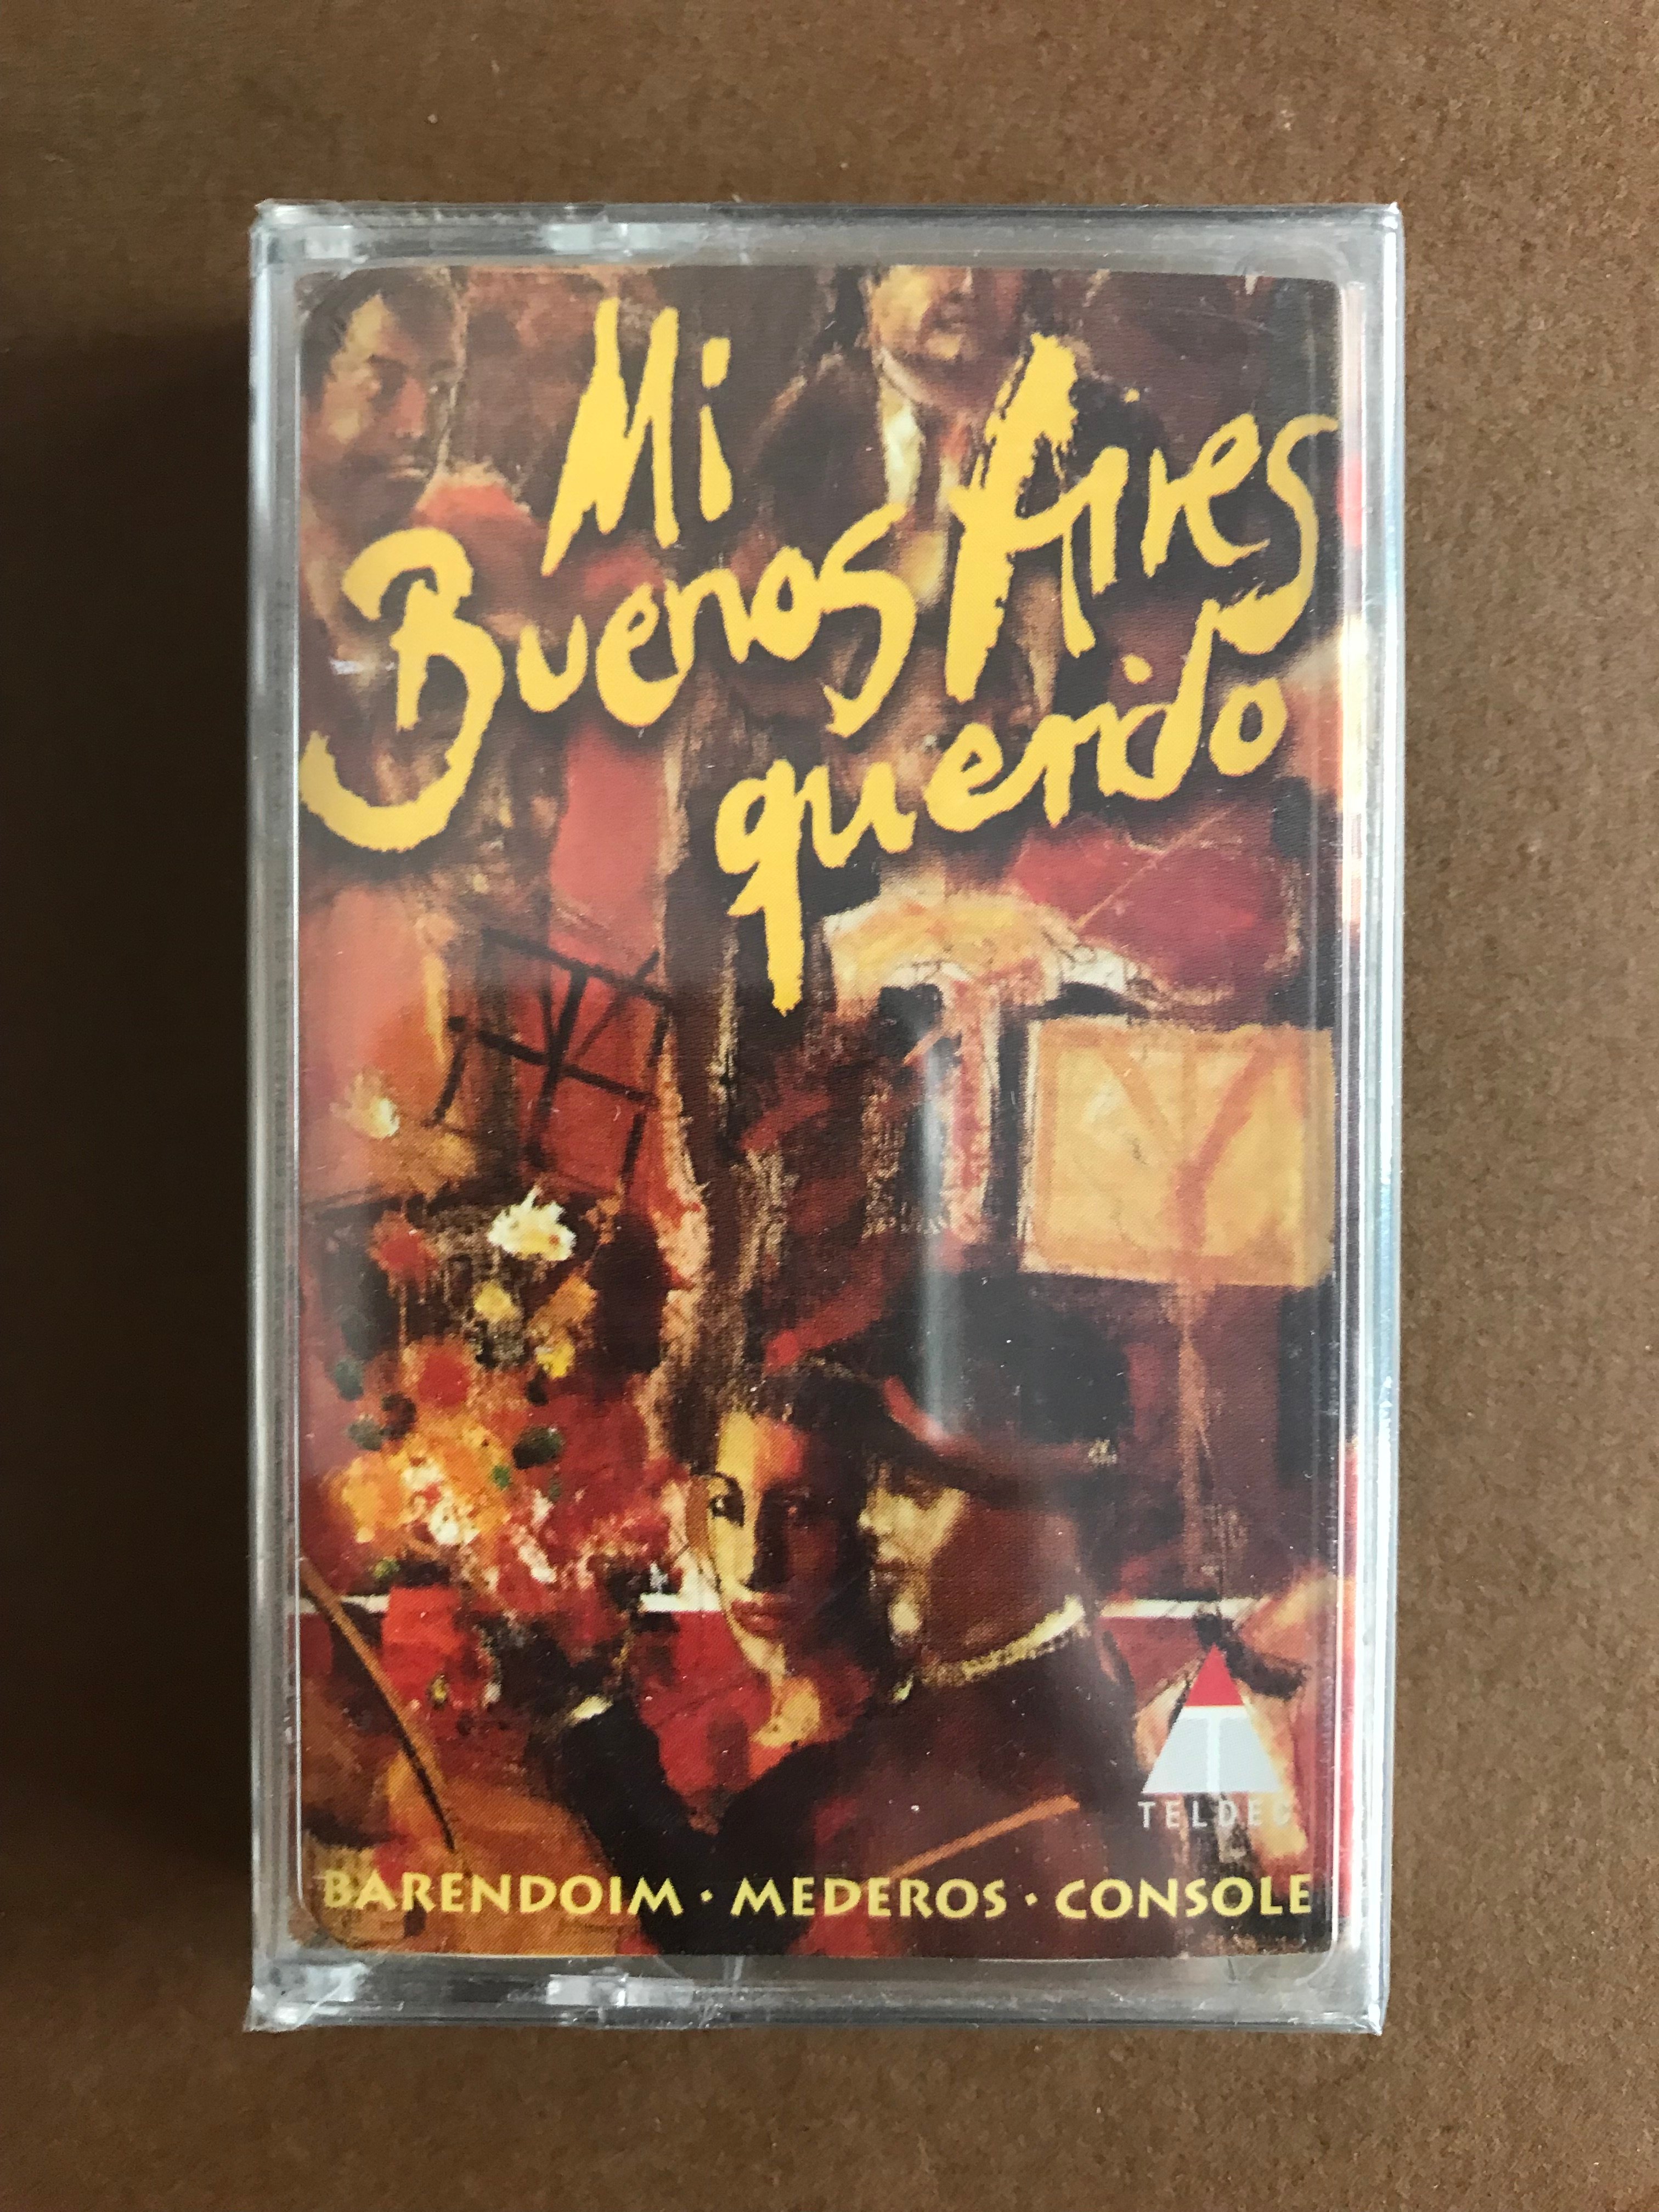 Mi
Buenos Aires
querido
TELDEC
BARENDOIM · MEDEROS · CONSOLE